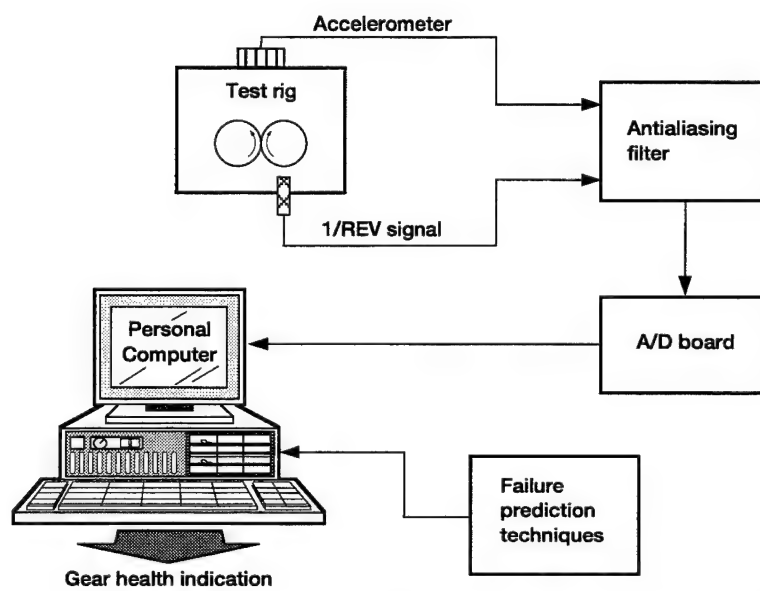 Accelerometer
Test rig
Antialiasing
filter
1/REV signal
Personal
Computer
A/D board
Failure
prediction
techniques
Gear health indication